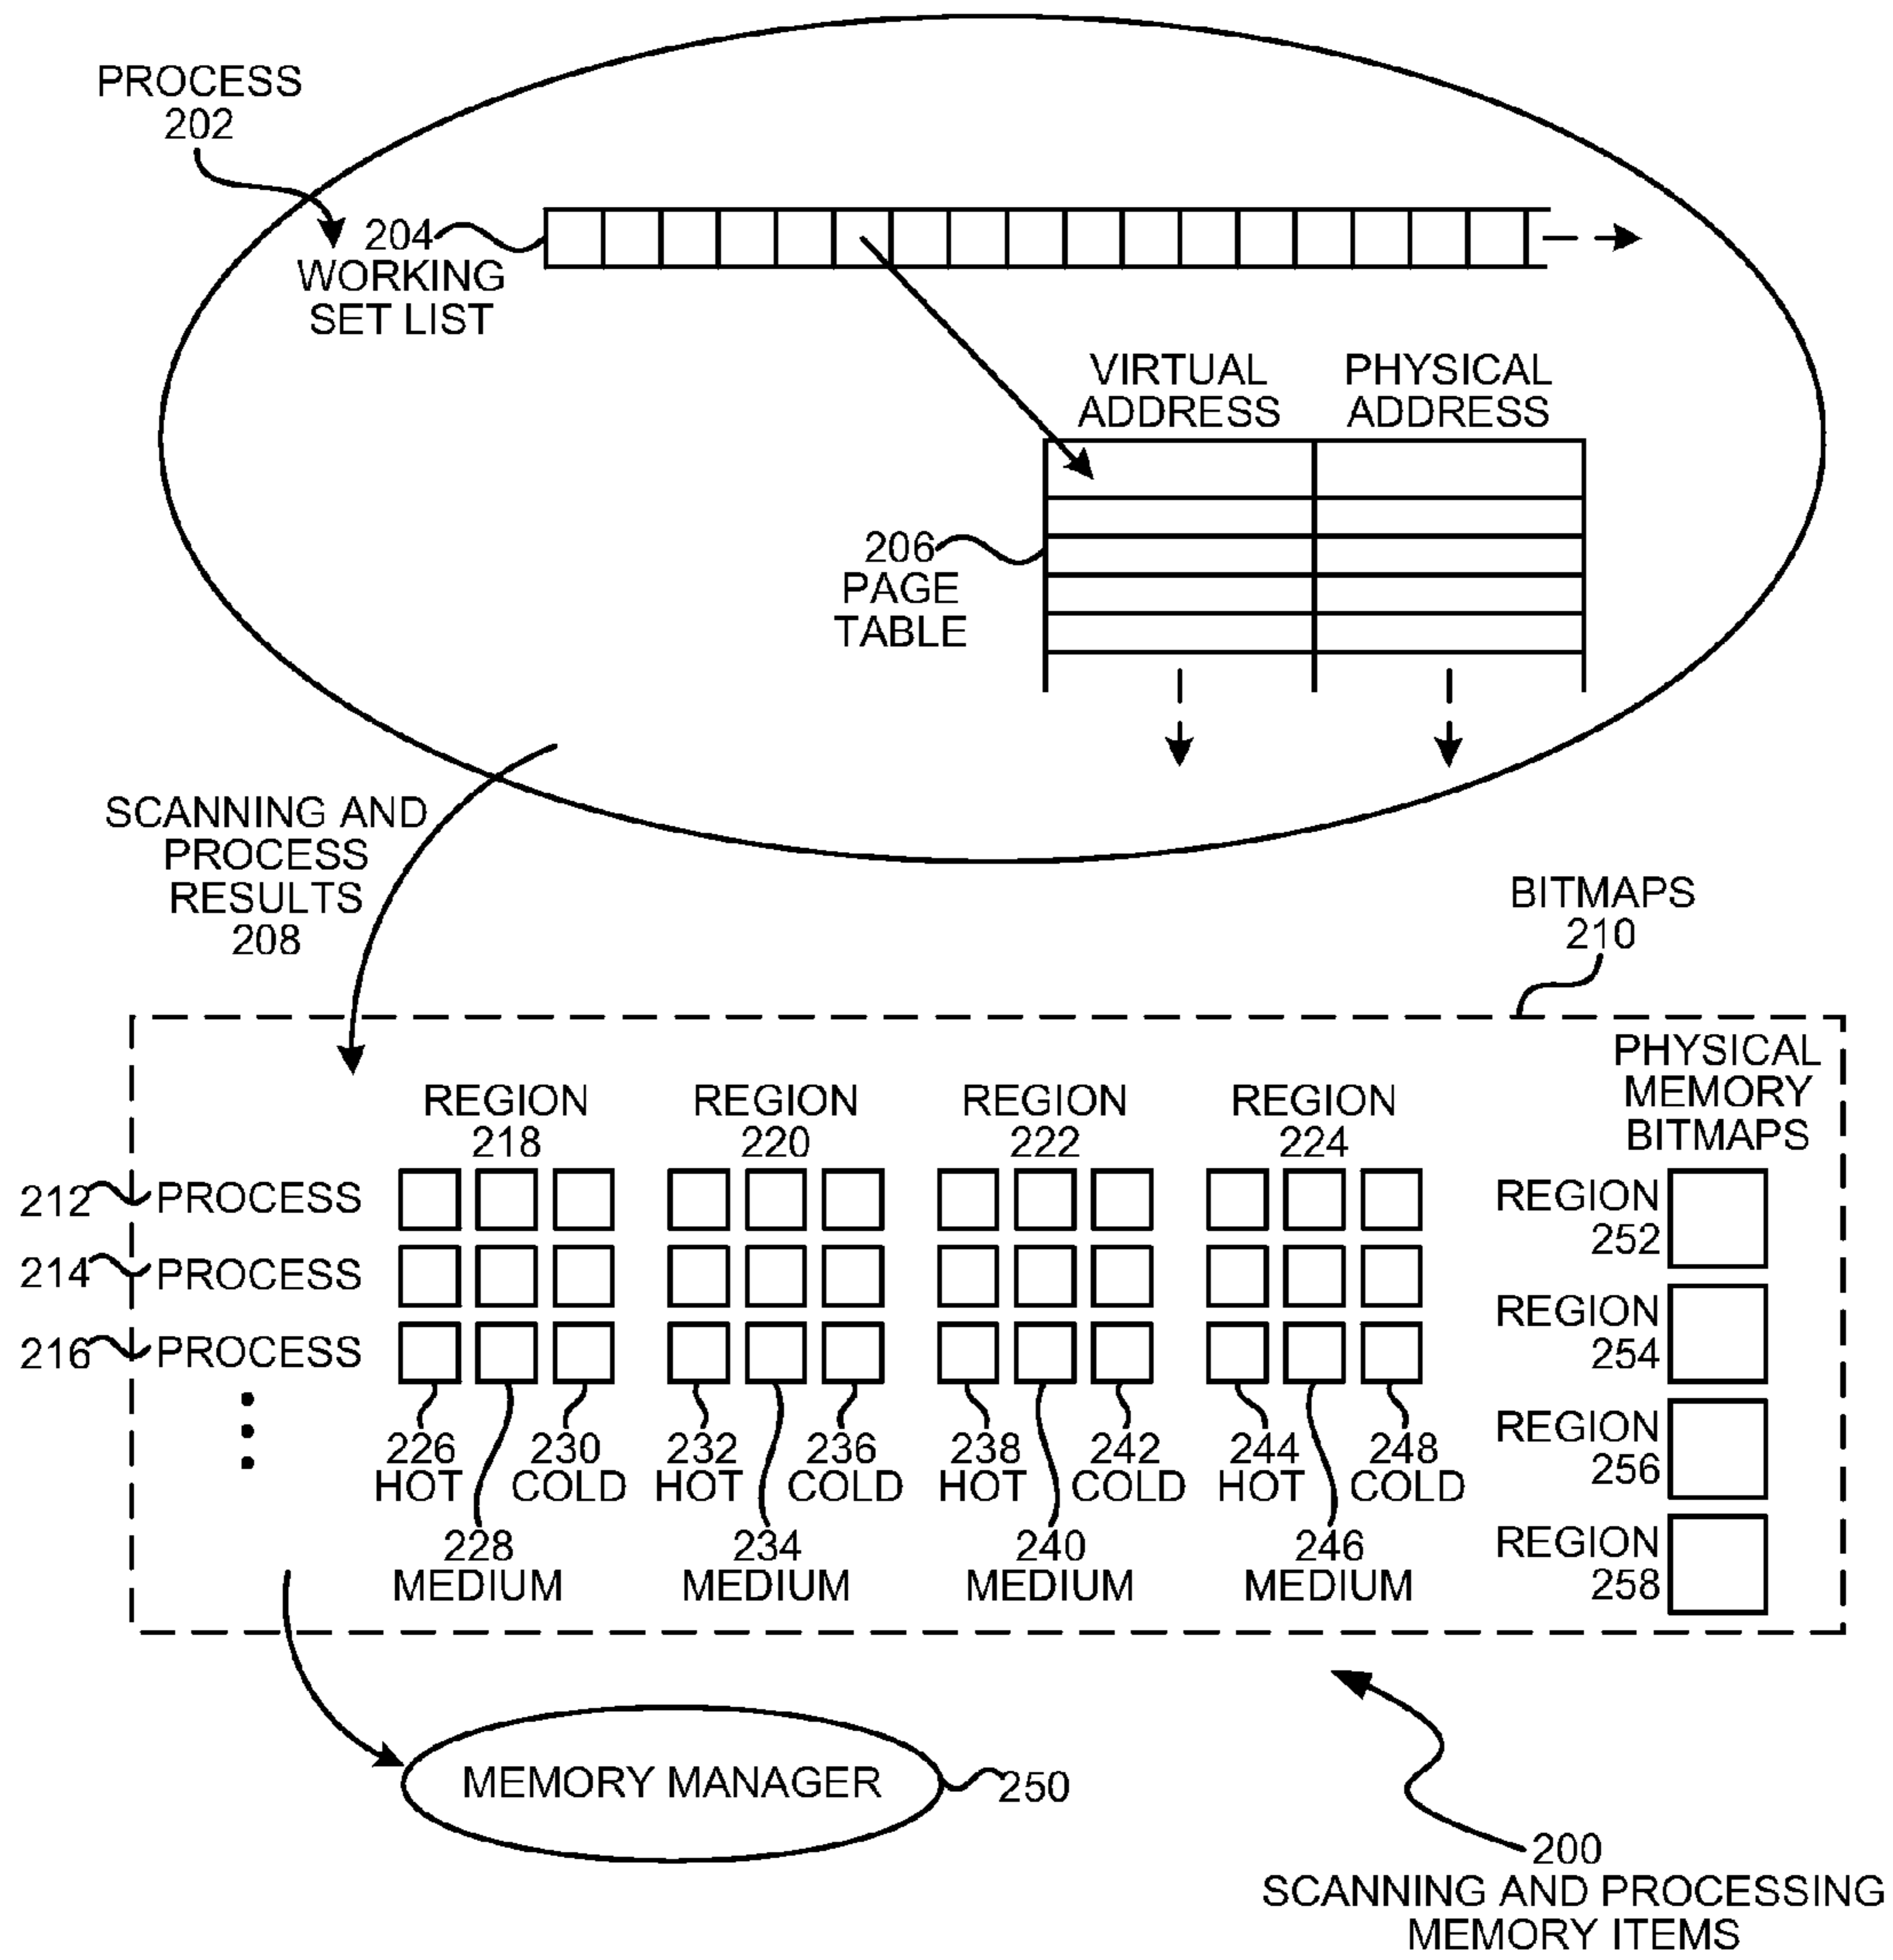 PROCESS
202
204
WORKING
SET LIST
VIRTUAL
ADDRESS
PHYSICAL
ADDRESS
206
PAGE
TABLE
SCANNING AND
PROCESS
RESULTS
208
BITMAPS
210
PHYSICAL
MEMORY
BITMAPS
REGION
218
REGION
220
REGION
222
REGION
224
212 PROCESS
214 PROCESS
216 PROCESS
REGION
252
REGION
254
REGION
256
REGION
258
226
HOT
230
COLD
232
HOT
236
COLD
238
HOT
242
COLD
244
HOT
248
COLD
228
MEDIUM
234
MEDIUM
240
MEDIUM
246
MEDIUM
MEMORY MANAGER
250
200
SCANNING AND PROCESSING
MEMORY ITEMS